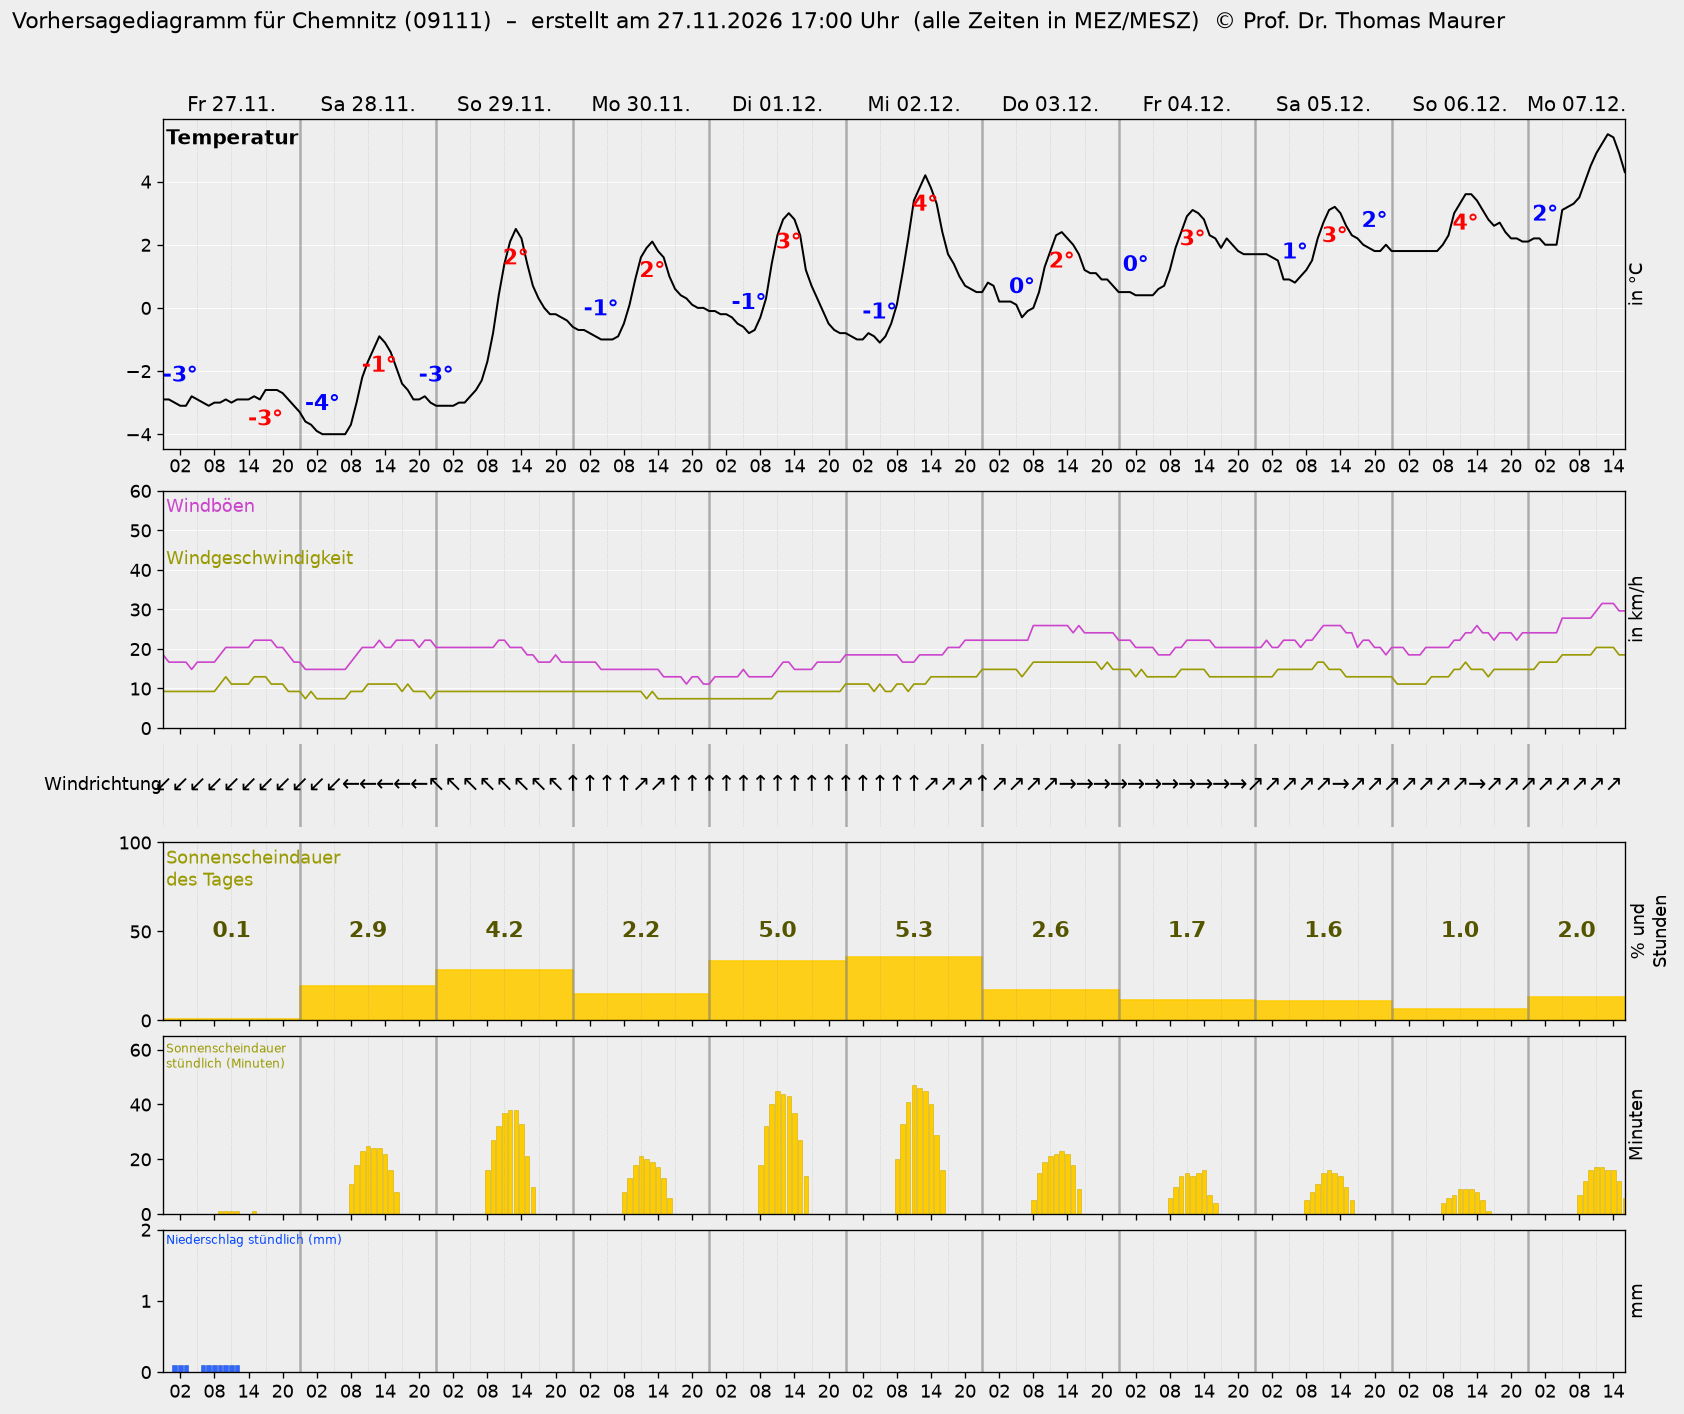 Vorhersagediagramm für Chemnitz (09111)  –  erstellt am 27.11.2026 17:00 Uhr  (alle Zeiten in MEZ/MESZ)  © Prof. Dr. Thomas Maurer
Fr 27.11. Sa 28.11. So 29.11. Mo 30.11. Di 01.12. Mi 02.12. Do 03.12. Fr 04.12. Sa 05.12. So 06.12. Mo 07.12.
Temperatur
4
2
0
−2
−4
-3° -3° -4° -1° -3° 2° -1° 2° -1° 3° -1° 4° 0° 2° 0° 3° 1° 3° 2° 4° 2°
in °C
02 08 14 20 02 08 14 20 02 08 14 20 02 08 14 20 02 08 14 20 02 08 14 20 02 08 14 20 02 08 14 20 02 08 14 20 02 08 14 20 02 08 14
60
50
40
30
20
10
0
Windböen
Windgeschwindigkeit
in km/h
Windrichtung
100
50
0
Sonnenscheindauer
des Tages
0.1 2.9 4.2 2.2 5.0 5.3 2.6 1.7 1.6 1.0 2.0
% und
Stunden
60
40
20
0
Sonnenscheindauer
stündlich (Minuten)
Minuten
2
1
0
Niederschlag stündlich (mm)
mm
02 08 14 20 02 08 14 20 02 08 14 20 02 08 14 20 02 08 14 20 02 08 14 20 02 08 14 20 02 08 14 20 02 08 14 20 02 08 14 20 02 08 14